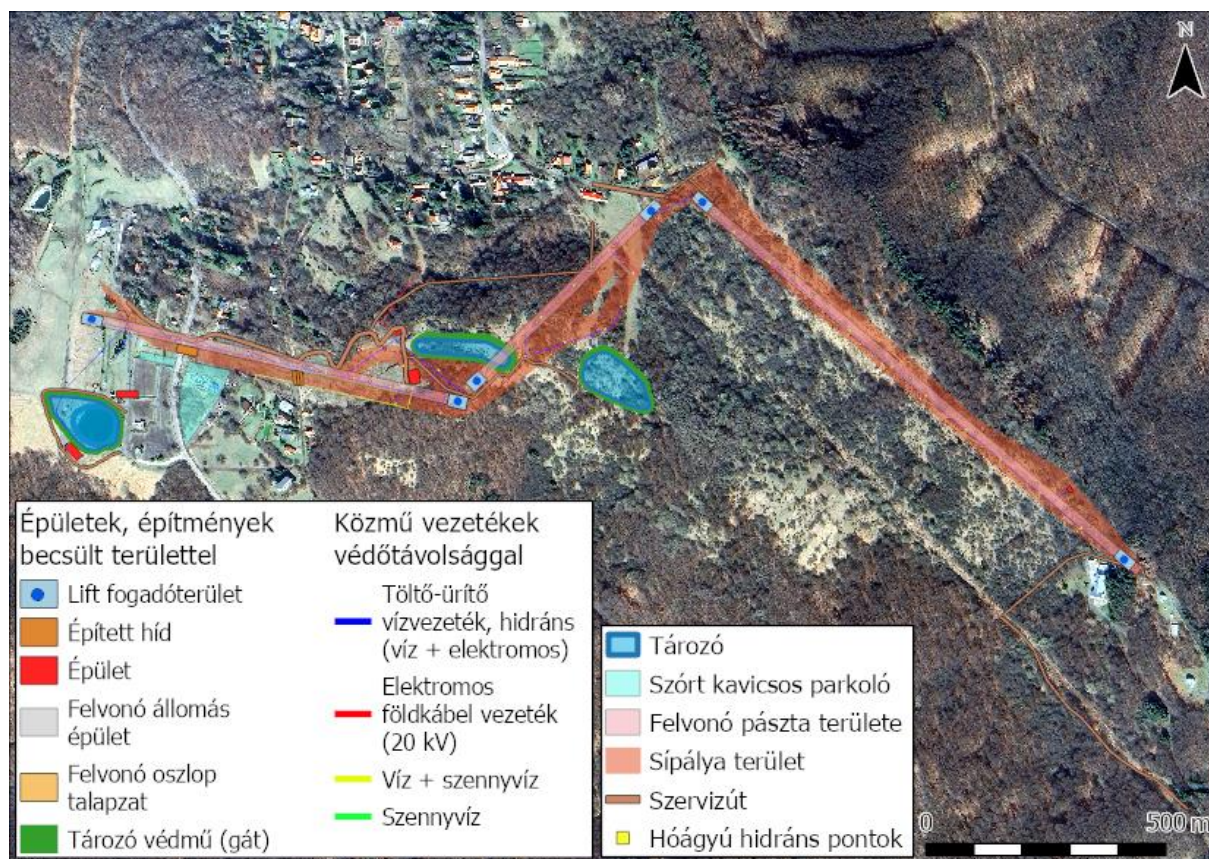 N
Épületek, építmények
becsült területtel
Lift fogadóterület
Épített híd
Épület
Felvonó állomás
épület
Felvonó oszlop
talapzat
Tározó védmű (gát)
Közmű vezetékek
védőtávolsággal
Töltő-ürítő
vízvezeték, hidráns
(víz + elektromos)
Elektromos
földkábel vezeték
(20 kV)
Víz + szennyvíz
Szennyvíz
Tározó
Szórt kavicsos parkoló
Felvonó pászta területe
Sípálya terület
Szervizút
Hóágyú hidráns pontok
0 500 m